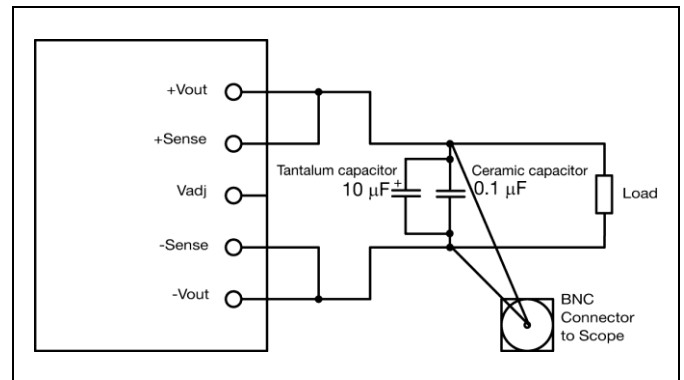 +Vout
+Sense
Vadj
-Sense
-Vout
Tantalum capacitor
10 μF
+
Ceramic capacitor
0.1 μF
Load
BNC
Connector
to Scope